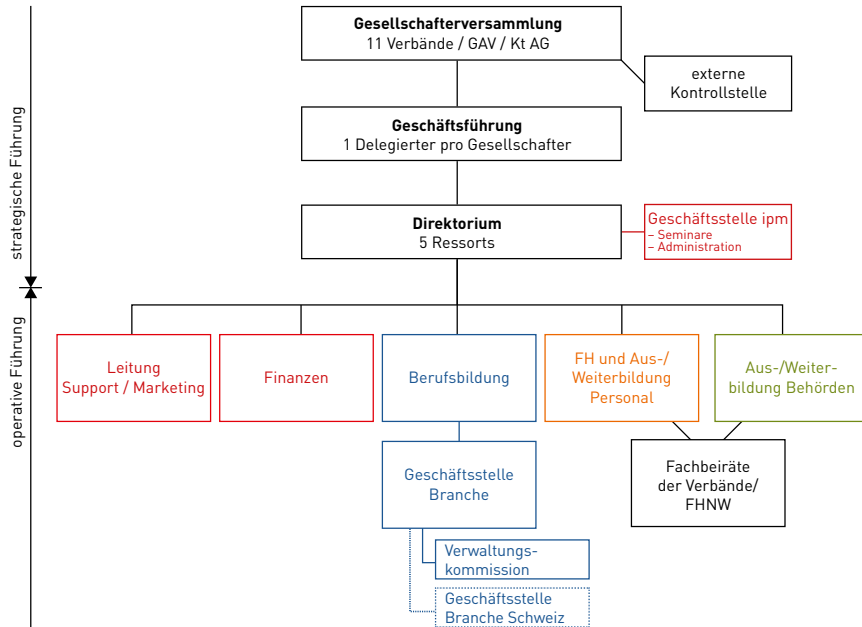 Gesellschafterversammlung
11 Verbände / GAV / Kt AG
externe
Kontrollstelle
Geschäftsführung
1 Delegierter pro Gesellschafter
Direktorium
5 Ressorts
Geschäftsstelle ipm
– Seminare
– Administration
strategische Führung
operative Führung
Leitung
Support / Marketing
Finanzen
Berufsbildung
FH und Aus-/
Weiterbildung
Personal
Aus-/Weiter-
bildung Behörden
Geschäftsstelle
Branche
Fachbeiräte
der Verbände/
FHNW
Verwaltungs-
kommission
Geschäftsstelle
Branche Schweiz